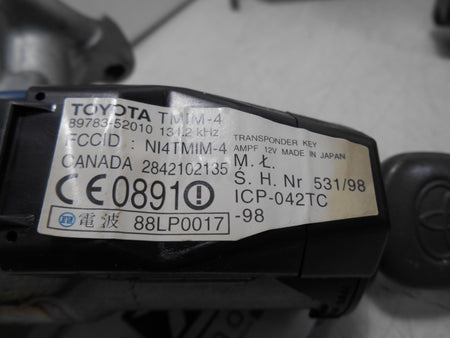 TOYOTA TMIM-4
89783-52010 134.2 kHz
FCCID : NI4TMIM-4
CANADA 2842102135
CE0891
電波 88LP0017
TRANSPONDER KEY
AMPF 12V MADE IN JAPAN
M. Ł.
Ś. H. Nr 531/98
ICP-042TC
-98